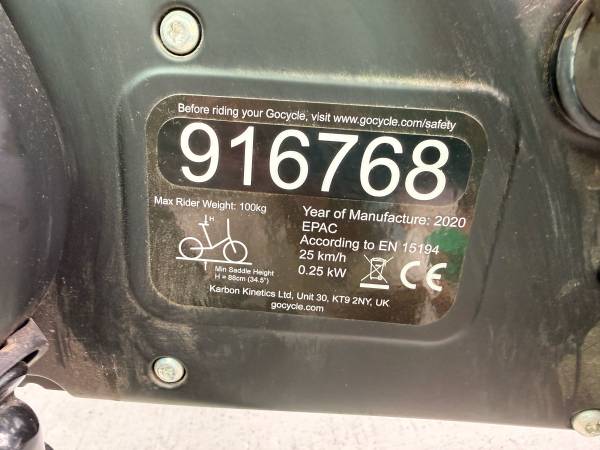 Before riding your Gocycle, visit www.gocycle.com/safety
916768
Max Rider Weight: 100kg
H
Min Saddle Height
H = 88cm (34.5")
Year of Manufacture: 2020
EPAC
According to EN 15194
25 km/h
0.25 kW
CE
Karbon Kinetics Ltd, Unit 30, KT9 2NY, UK
gocycle.com